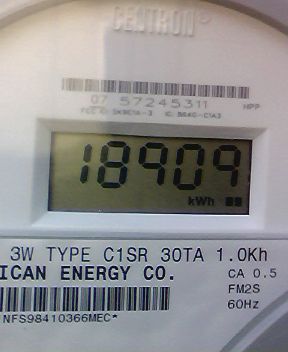 CENTRON®
07 57245311 HPP
18909
kWh
3W TYPE C1SR 30TA 1.0Kh
ICAN ENERGY CO.
CA 0.5
FM2S
60Hz
NFS98410366MEC*